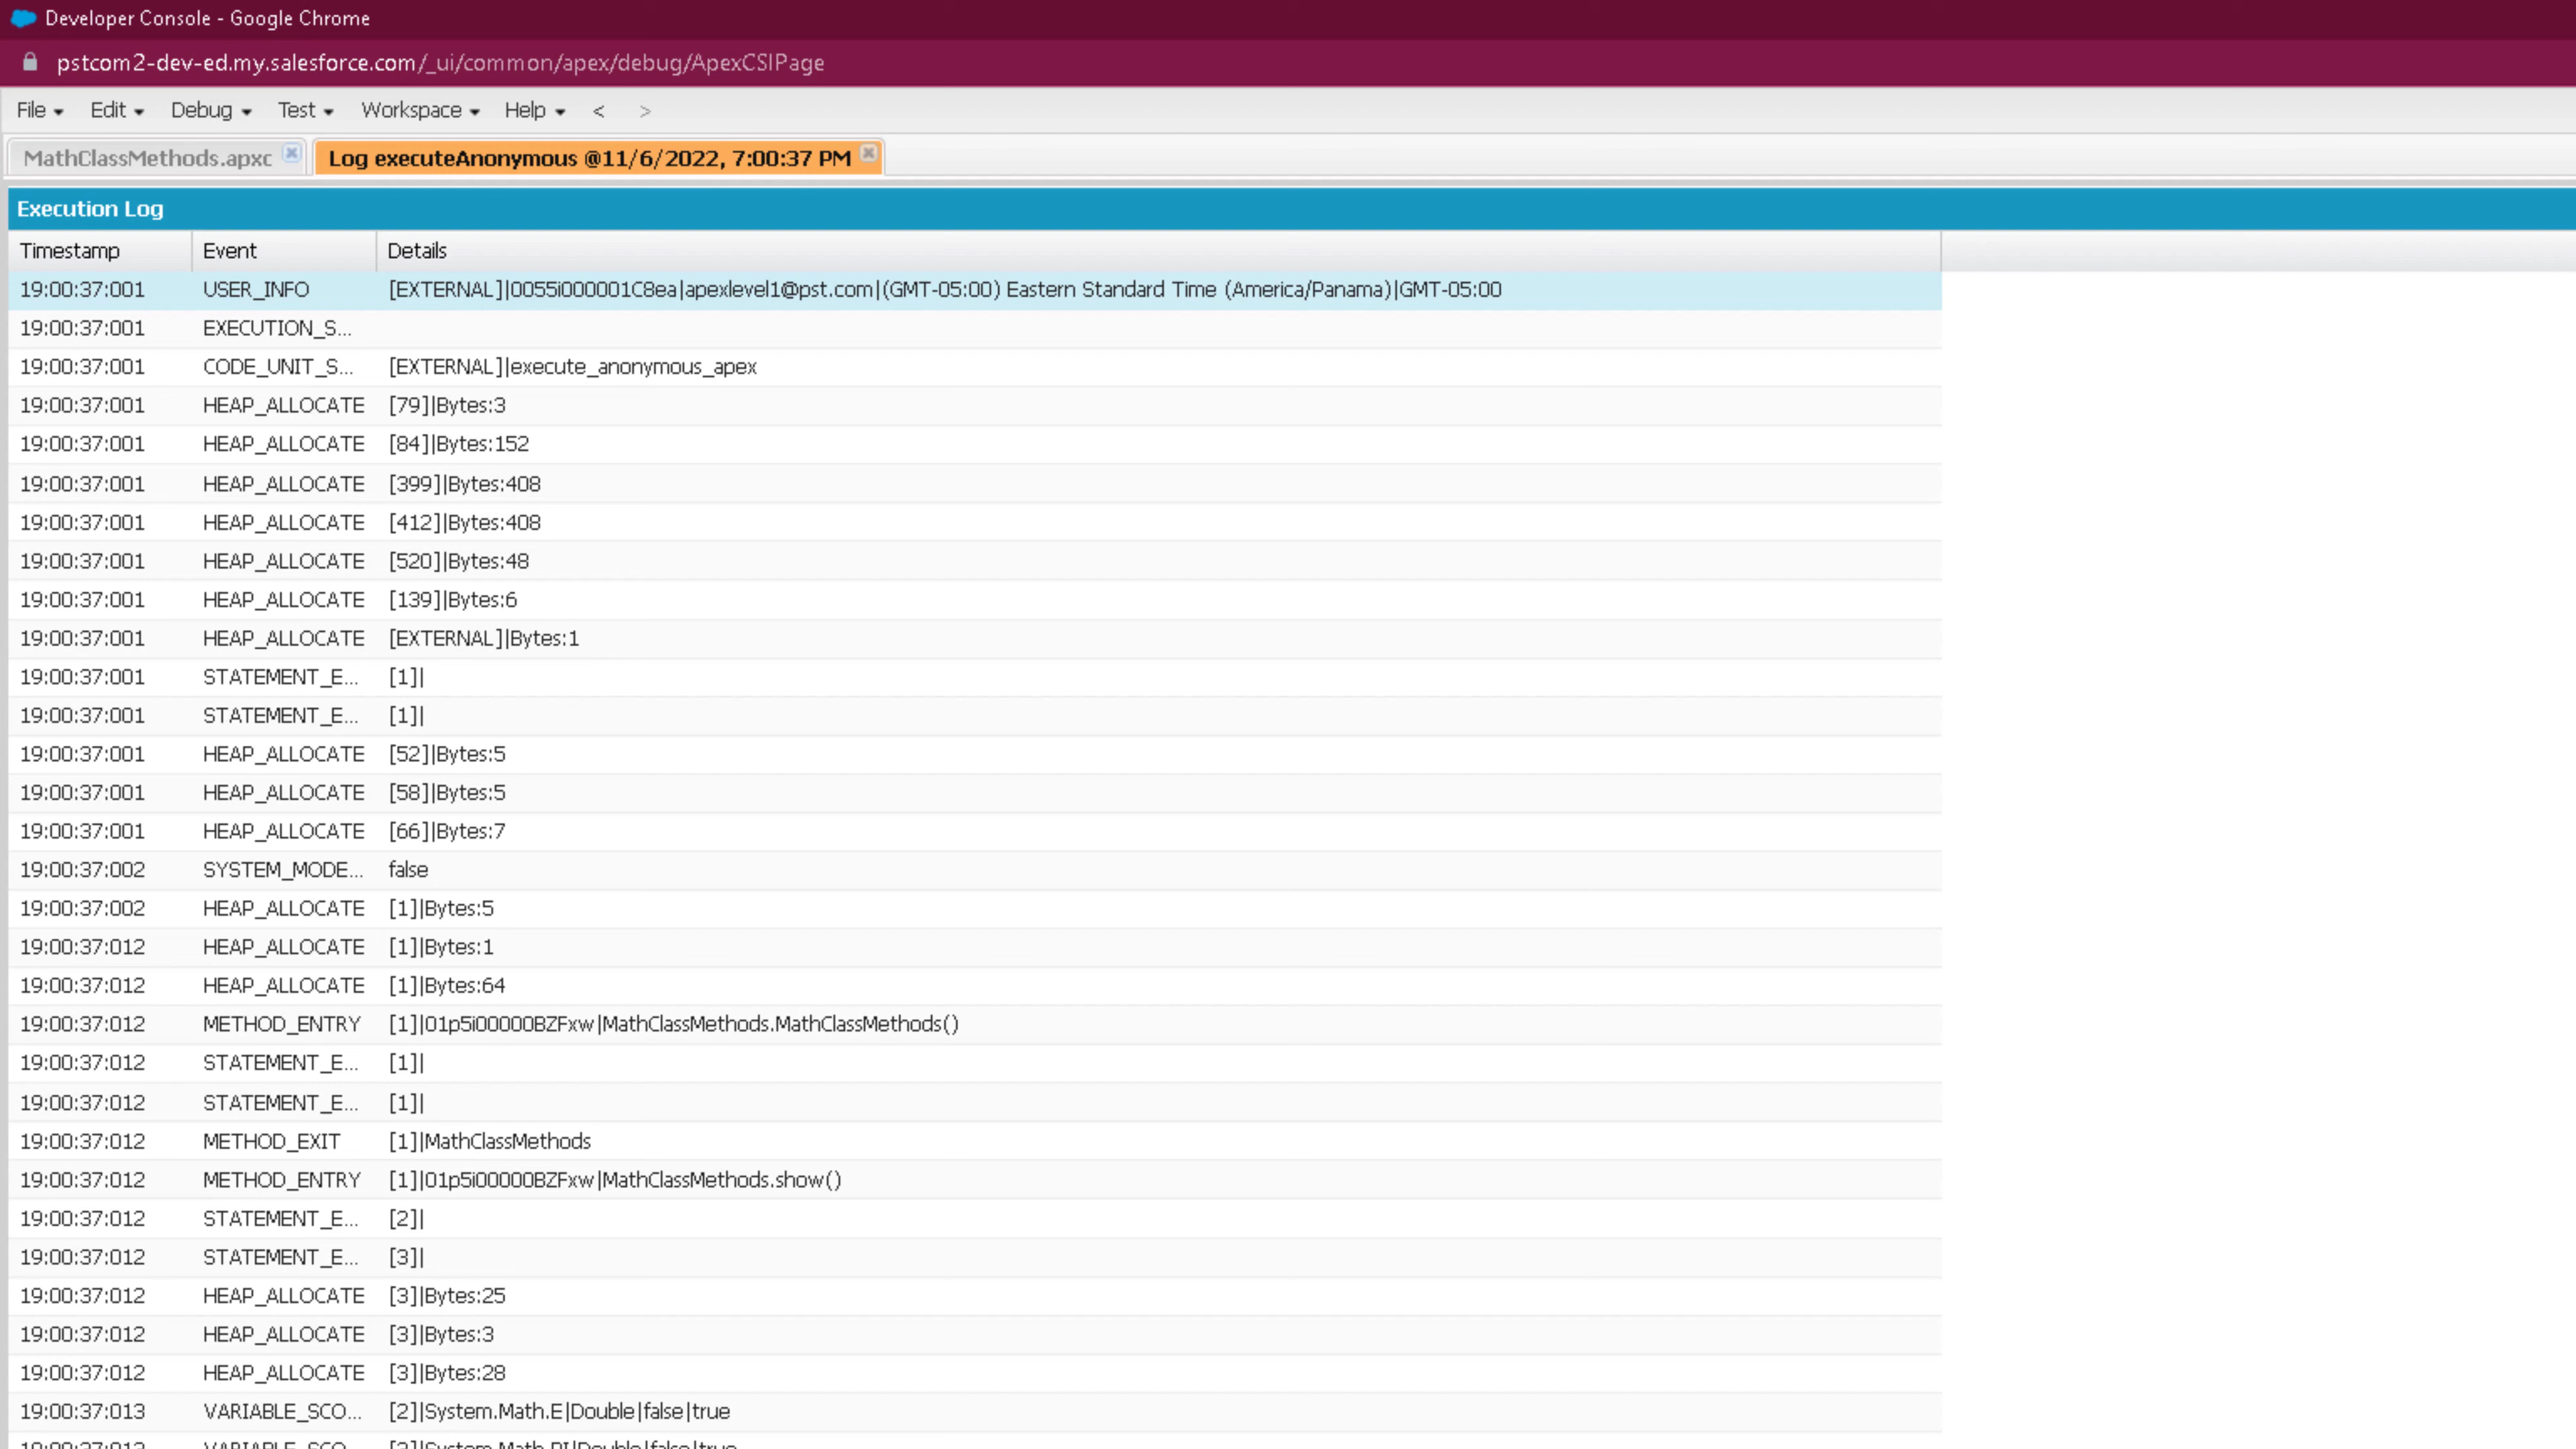 Developer Console - Google Chrome
pstcom2-dev-ed.my.salesforce.com/_ui/common/apex/debug/ApexCSIPage
File Edit Debug Test Workspace Help < >
MathClassMethods.apxc Log executeAnonymous @11/6/2022, 7:00:37 PM
Execution Log
Timestamp Event Details
19:00:37:001 USER_INFO [EXTERNAL]|0055i000001C8ea|apexlevel1@pst.com|(GMT-05:00) Eastern Standard Time (America/Panama)|GMT-05:00
19:00:37:001 EXECUTION_S...
19:00:37:001 CODE_UNIT_S... [EXTERNAL]|execute_anonymous_apex
19:00:37:001 HEAP_ALLOCATE [79]|Bytes:3
19:00:37:001 HEAP_ALLOCATE [84]|Bytes:152
19:00:37:001 HEAP_ALLOCATE [399]|Bytes:408
19:00:37:001 HEAP_ALLOCATE [412]|Bytes:408
19:00:37:001 HEAP_ALLOCATE [520]|Bytes:48
19:00:37:001 HEAP_ALLOCATE [139]|Bytes:6
19:00:37:001 HEAP_ALLOCATE [EXTERNAL]|Bytes:1
19:00:37:001 STATEMENT_E... [1]|
19:00:37:001 STATEMENT_E... [1]|
19:00:37:001 HEAP_ALLOCATE [52]|Bytes:5
19:00:37:001 HEAP_ALLOCATE [58]|Bytes:5
19:00:37:001 HEAP_ALLOCATE [66]|Bytes:7
19:00:37:002 SYSTEM_MODE... false
19:00:37:002 HEAP_ALLOCATE [1]|Bytes:5
19:00:37:012 HEAP_ALLOCATE [1]|Bytes:1
19:00:37:012 HEAP_ALLOCATE [1]|Bytes:64
19:00:37:012 METHOD_ENTRY [1]|01p5i00000BZFxw|MathClassMethods.MathClassMethods()
19:00:37:012 STATEMENT_E... [1]|
19:00:37:012 STATEMENT_E... [1]|
19:00:37:012 METHOD_EXIT [1]|MathClassMethods
19:00:37:012 METHOD_ENTRY [1]|01p5i00000BZFxw|MathClassMethods.show()
19:00:37:012 STATEMENT_E... [2]|
19:00:37:012 STATEMENT_E... [3]|
19:00:37:012 HEAP_ALLOCATE [3]|Bytes:25
19:00:37:012 HEAP_ALLOCATE [3]|Bytes:3
19:00:37:012 HEAP_ALLOCATE [3]|Bytes:28
19:00:37:013 VARIABLE_SCO... [2]|System.Math.E|Double|false|true
19:00:37:013 VARIABLE_SCO... [2]|System.Math.PI|Double|false|true